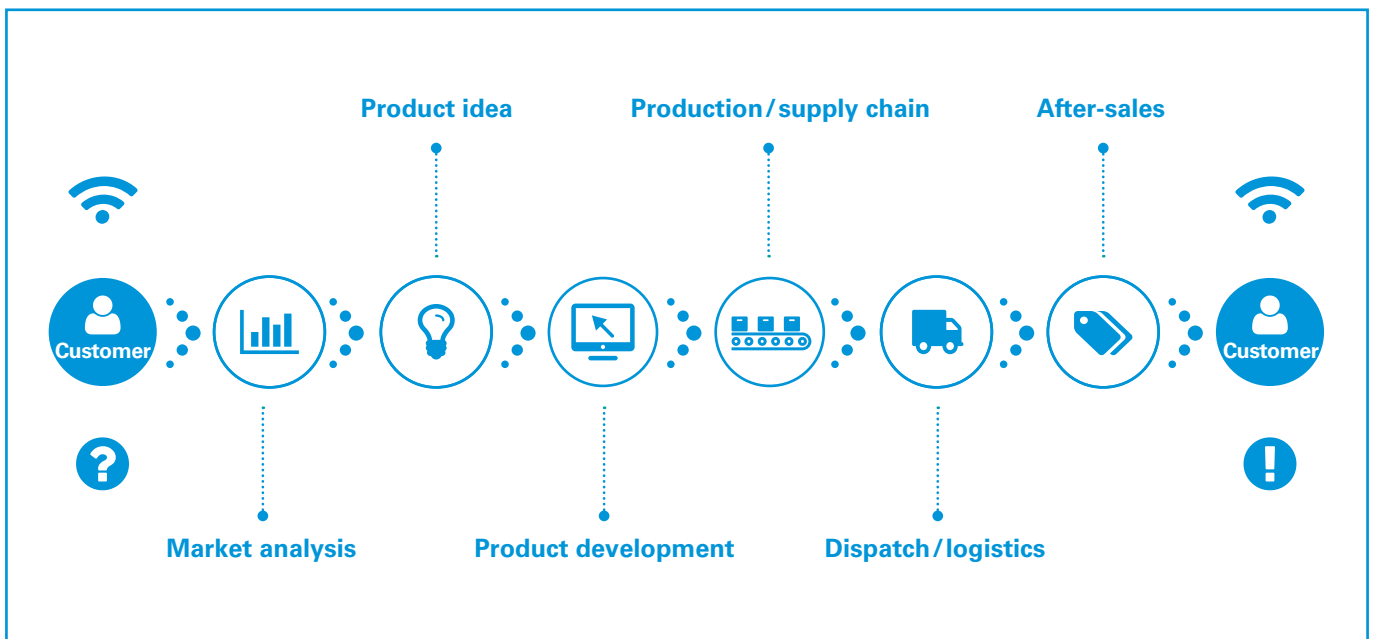 Product idea
Production/supply chain
After-sales
Customer
Customer
?
!
Market analysis
Product development
Dispatch/logistics